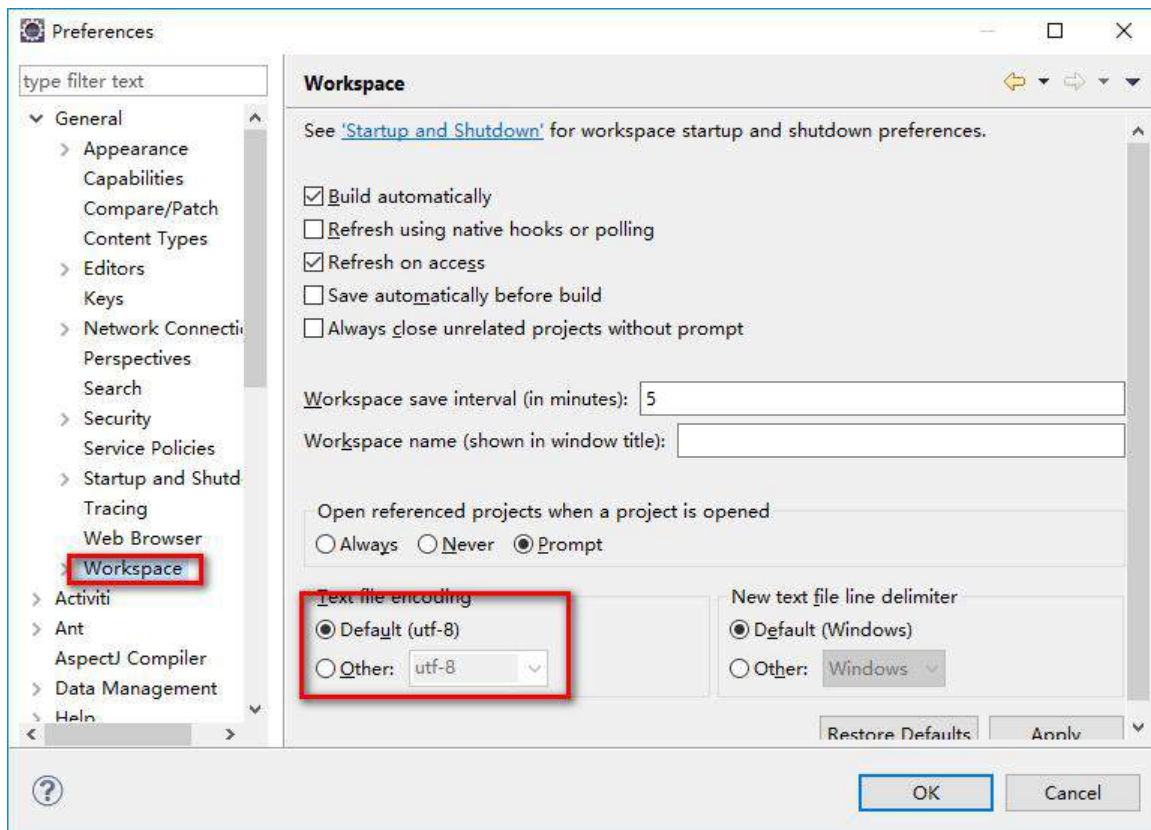 Preferences
type filter text
General
Appearance
Capabilities
Compare/Patch
Content Types
Editors
Keys
Network Connecti
Perspectives
Search
Security
Service Policies
Startup and Shutd
Tracing
Web Browser
Workspace
Activiti
Ant
AspectJ Compiler
Data Management
Help
Workspace
See 'Startup and Shutdown' for workspace startup and shutdown preferences.
Build automatically
Refresh using native hooks or polling
Refresh on access
Save automatically before build
Always close unrelated projects without prompt
Workspace save interval (in minutes): 5
Workspace name (shown in window title):
Open referenced projects when a project is opened
Always Never Prompt
Text file encoding
Default (utf-8)
Other: utf-8
New text file line delimiter
Default (Windows)
Other: Windows
Restore Defaults Apply
OK Cancel